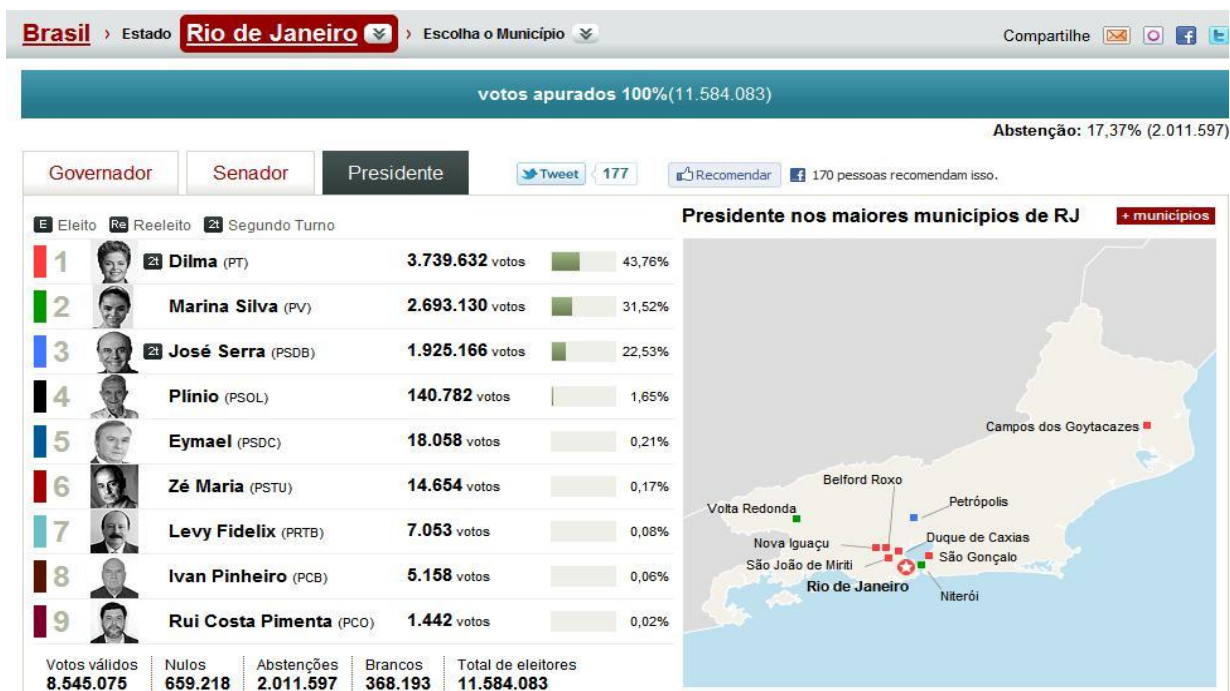 Brasil › Estado Rio de Janeiro › Escolha o Município
Compartilhe
votos apurados 100%(11.584.083)
Abstenção: 17,37% (2.011.597)
Governador Senador Presidente Tweet 177 Recomendar 170 pessoas recomendam isso.
E Eleito Re Reeleito 2t Segundo Turno
1 2t Dilma (PT) 3.739.632 votos 43,76%
2 Marina Silva (PV) 2.693.130 votos 31,52%
3 2t José Serra (PSDB) 1.925.166 votos 22,53%
4 Plínio (PSOL) 140.782 votos 1,65%
5 Eymael (PSDC) 18.058 votos 0,21%
6 Zé Maria (PSTU) 14.654 votos 0,17%
7 Levy Fidelix (PRTB) 7.053 votos 0,08%
8 Ivan Pinheiro (PCB) 5.158 votos 0,06%
9 Rui Costa Pimenta (PCO) 1.442 votos 0,02%
Votos válidos Nulos Abstenções Brancos Total de eleitores
8.545.075 659.218 2.011.597 368.193 11.584.083
Presidente nos maiores municípios de RJ + municípios
Campos dos Goytacazes
Belford Roxo
Petrópolis
Volta Redonda
Duque de Caxias
Nova Iguaçu
São Gonçalo
São João de Miriti
Rio de Janeiro
Niterói